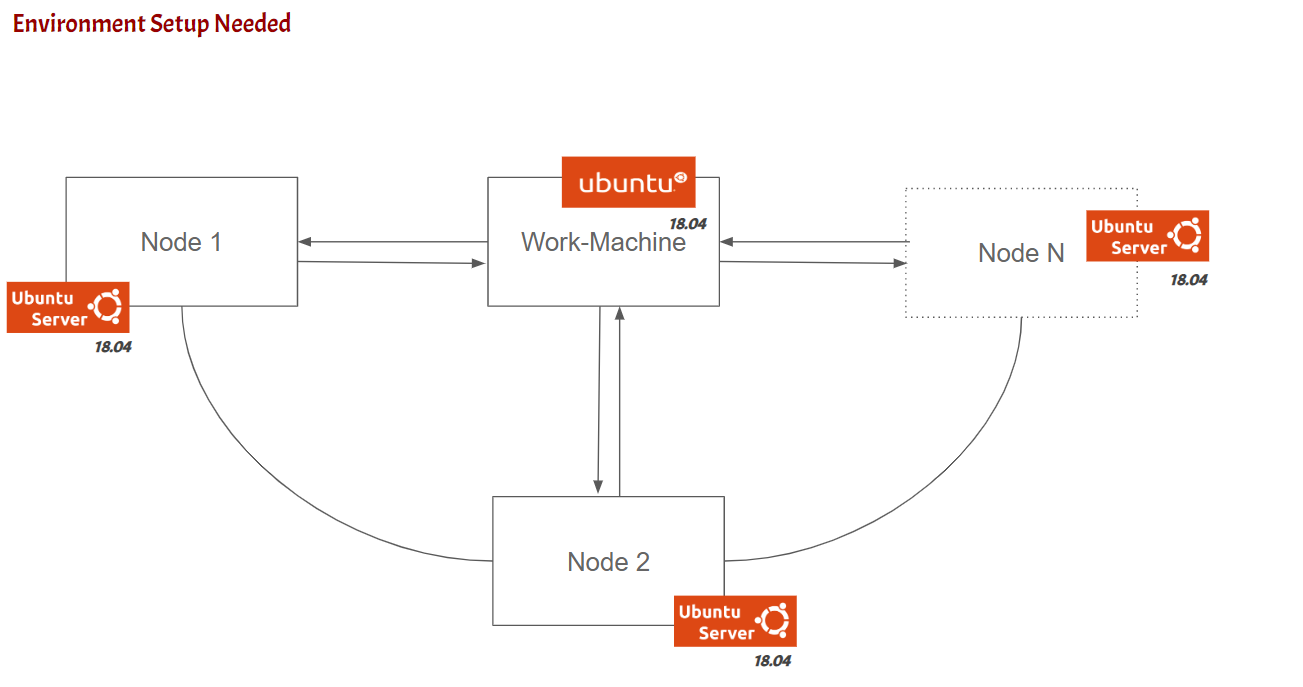 Environment Setup Needed
ubuntu
18.04
Node 1
Work-Machine
Node N
Ubuntu
Server
18.04
Ubuntu
Server
18.04
Node 2
Ubuntu
Server
18.04